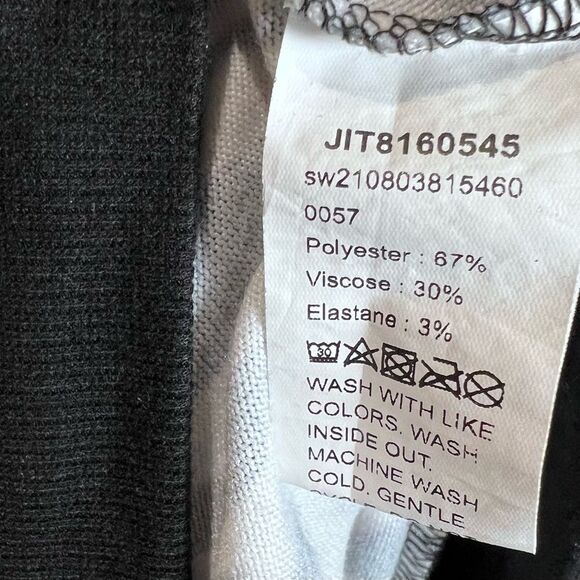 JIT8160545
sw210803815460
0057
Polyester : 67%
Viscose : 30%
Elastane : 3%
30
WASH WITH LIKE
COLORS. WASH
INSIDE OUT.
MACHINE WASH
COLD. GENTLE